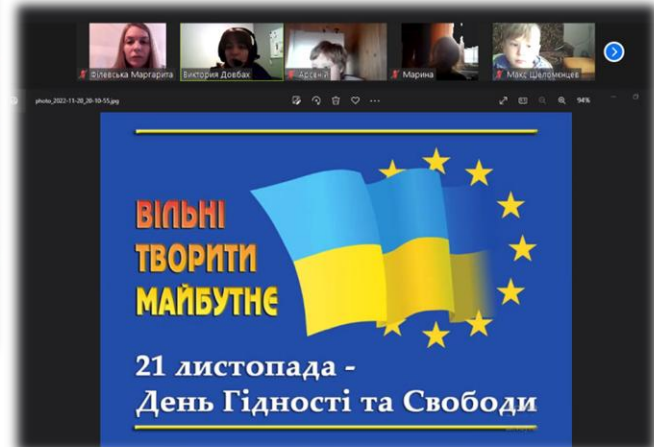 Філевська Маргарита
Виктория Довбах
Арсеній
Марина
Макс Шеломенцев
photo_2022-11-20_20-10-55.jpg
94%
ВІЛЬНІ
ТВОРИТИ
МАЙБУТНЄ
21 листопада -
День Гідності та Свободи